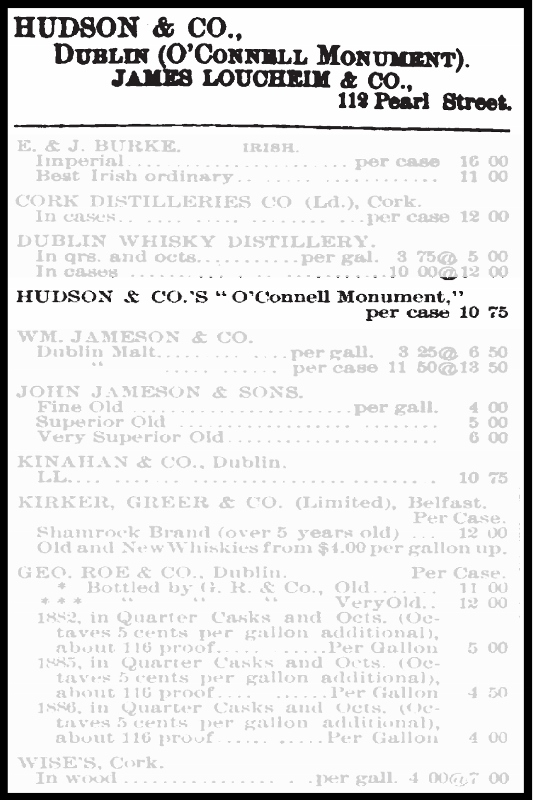 HUDSON & CO.,
DUBLIN (O'CONNELL MONUMENT).
JAMES LOUCHEIM & CO.,
112 Pearl Street.
E. & J. BURKE. IRISH.
Imperial........................ per case 16 00
Best Irish ordinary.. .. ... .......... 11 00
CORK DISTILLERIES CO (Ld.), Cork.
In cases.. .... ........ .... ...per case 12 00
DUBLIN WHISKY DISTILLERY.
In qrs. and octs...........per gal. 3 75@ 5 00
In cases ..10 00@12 00
HUDSON & CO.'S "O'Connell Monument,"
per case 10 75
WM. JAMESON & CO.
Dublin Malt..... ... .... per gall. 3 25@ 6 50
" ...... ........ per case 11 50@13 50
JOHN JAMESON & SONS.
Fine Old ........................per gall. 4 00
Superior Old ............................ 5 00
Very Superior Old ....................... 6 00
KINAHAN & CO., Dublin.
LL.... .... .. .................. 10 75
KIRKER, GREER & CO. (Limited), Belfast.
Per Case.
Shamrock Brand (over 5 years old) ... 12 00
Old and New Whiskies from $4.00 per gallon up.
GEO. ROE & CO., Dublin. Per Case.
* Bottled by G. R. & Co., Old....... 11 00
* * * " " " Very Old.. 12 00
1882, in Quarter Casks and Octs. (Oc-
taves 5 cents per gallon additional),
about 116 proof..... ......Per Gallon 5 00
1885, in Quarter Casks and Octs. (Oc-
taves 5 cents per gallon additional),
about 116 proof.... ......Per Gallon 4 50
1886, in Quarter Casks and Octs. (Oc-
taves 5 cents per gallon additional),
about 116 proof...... .....Per Gallon 4 00
WISE'S, Cork.
In wood .................. . ..per gall. 4 00@7 00